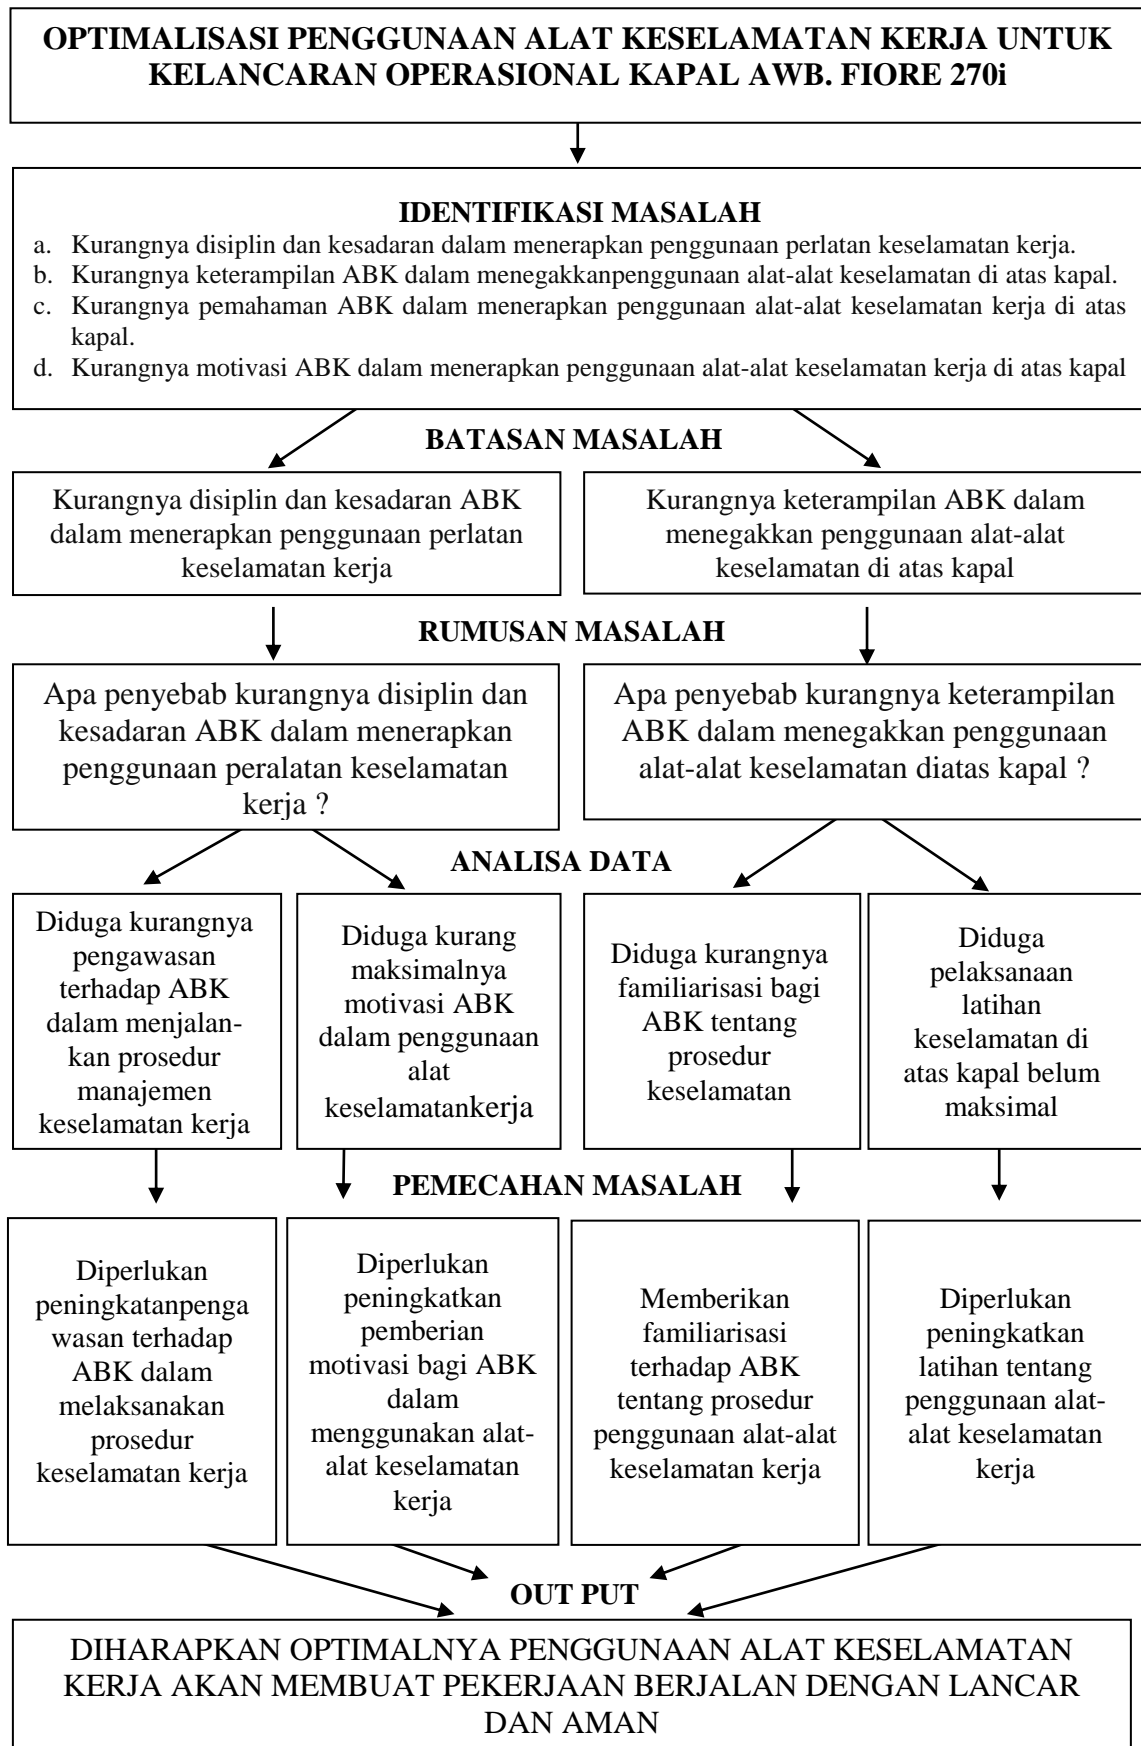 OPTIMALISASI PENGGUNAAN ALAT KESELAMATAN KERJA UNTUK
KELANCARAN OPERASIONAL KAPAL AWB. FIORE 270i
IDENTIFIKASI MASALAH
a. Kurangnya disiplin dan kesadaran dalam menerapkan penggunaan perlatan keselamatan kerja.
b. Kurangnya keterampilan ABK dalam menegakkanpenggunaan alat-alat keselamatan di atas kapal.
c. Kurangnya pemahaman ABK dalam menerapkan penggunaan alat-alat keselamatan kerja di atas
kapal.
d. Kurangnya motivasi ABK dalam menerapkan penggunaan alat-alat keselamatan kerja di atas kapal
BATASAN MASALAH
Kurangnya disiplin dan kesadaran ABK
dalam menerapkan penggunaan perlatan
keselamatan kerja
Kurangnya keterampilan ABK dalam
menegakkan penggunaan alat-alat
keselamatan di atas kapal
RUMUSAN MASALAH
Apa penyebab kurangnya disiplin dan
kesadaran ABK dalam menerapkan
penggunaan peralatan keselamatan
kerja ?
Apa penyebab kurangnya keterampilan
ABK dalam menegakkan penggunaan
alat-alat keselamatan diatas kapal ?
ANALISA DATA
Diduga kurangnya
pengawasan
terhadap ABK
dalam menjalan-
kan prosedur
manajemen
keselamatan kerja
Diduga kurang
maksimalnya
motivasi ABK
dalam penggunaan
alat
keselamatankerja
Diduga kurangnya
familiarisasi bagi
ABK tentang
prosedur
keselamatan
Diduga
pelaksanaan
latihan
keselamatan di
atas kapal belum
maksimal
PEMECAHAN MASALAH
Diperlukan
peningkatanpenga
wasan terhadap
ABK dalam
melaksanakan
prosedur
keselamatan kerja
Diperlukan
peningkatkan
pemberian
motivasi bagi ABK
dalam
menggunakan alat-
alat keselamatan
kerja
Memberikan
familiarisasi
terhadap ABK
tentang prosedur
penggunaan alat-alat
keselamatan kerja
Diperlukan
peningkatkan
latihan tentang
penggunaan alat-
alat keselamatan
kerja
OUT PUT
DIHARAPKAN OPTIMALNYA PENGGUNAAN ALAT KESELAMATAN
KERJA AKAN MEMBUAT PEKERJAAN BERJALAN DENGAN LANCAR
DAN AMAN